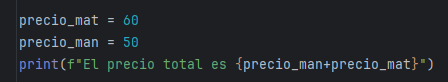 precio_mat = 60
precio_man = 50
print(f"El precio total es {precio_man+precio_mat}")